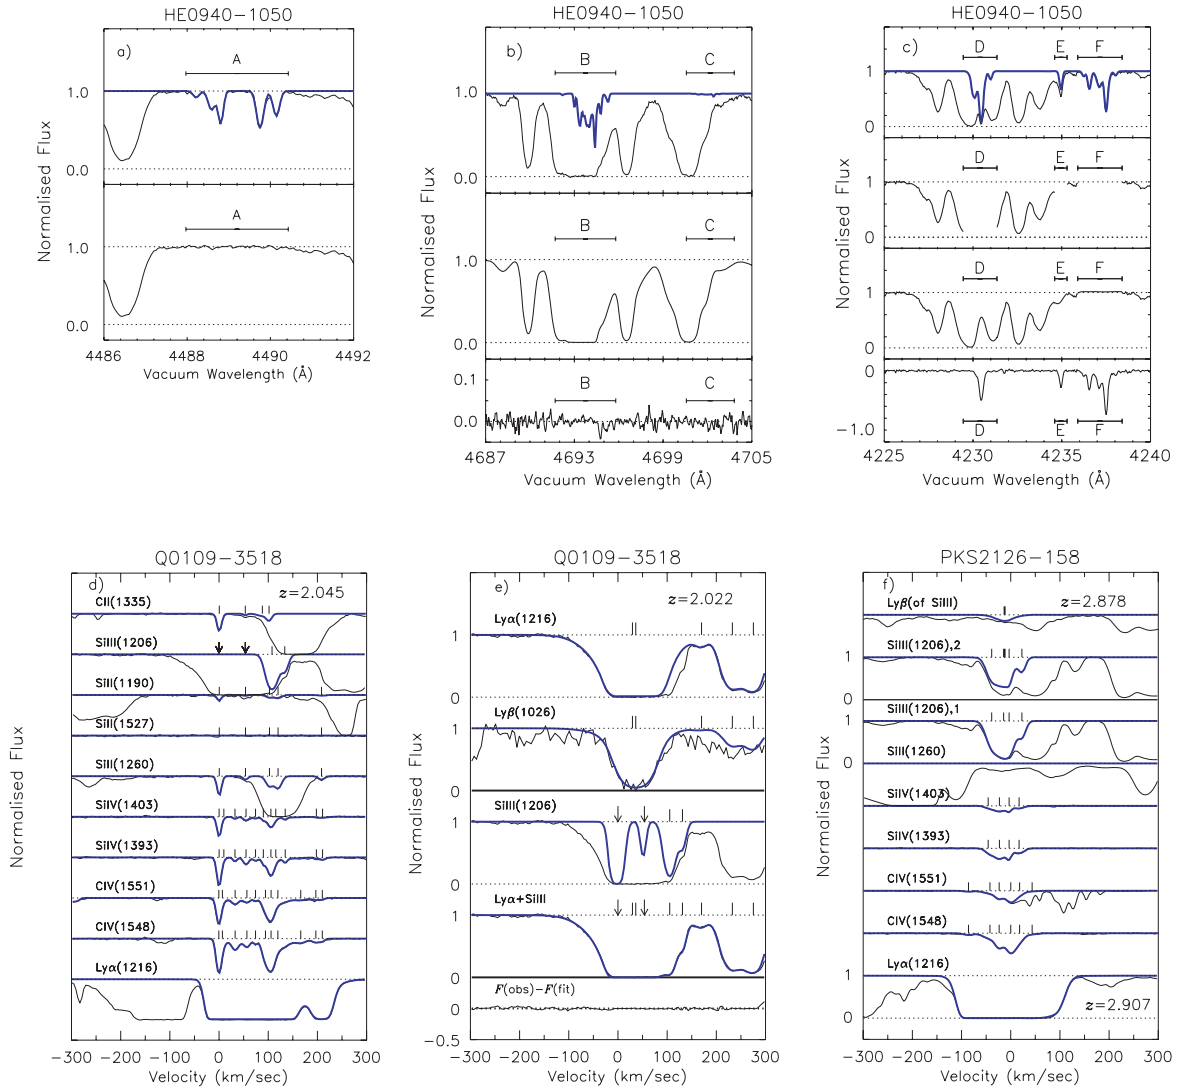 HE0940−1050
a)
A
1.0
0.0
A
1.0
0.0
4486 4488 4490 4492
Vacuum Wavelength (Å)
Normalised Flux
HE0940−1050
b)
B C
1.0
0.0
B C
1.0
0.0
0.1
B C
0.0
4687 4693 4699 4705
Vacuum Wavelength (Å)
Normalised Flux
HE0940−1050
c)
D E F
1
0
D E F
1
0
D E F
1
0
0
D E F
−1.0
4225 4230 4235 4240
Vacuum Wavelength (Å)
Normalised Flux
Q0109−3518
d)
z=2.045
CII(1335)
SiIII(1206)
SiII(1190)
SiII(1527)
SiII(1260)
SiIV(1403)
SiIV(1393)
CIV(1551)
CIV(1548)
Lyα(1216)
−300 −200 −100 0 100 200 300
Velocity (km/sec)
Normalised Flux
Q0109−3518
e)
z=2.022
Lyα(1216)
1
0
Lyβ(1026)
1
0
SiIII(1206)
1
0
Lyα+SiIII
1
0
F(obs)−F(fit)
0
−0.5
−300 −200 −100 0 100 200 300
Velocity (km/sec)
Normalised Flux
PKS2126−158
f)
Lyβ(of SiIII)
z=2.878
SiIII(1206),2
1
0
SiIII(1206),1
1
SiII(1260)
0
SiIV(1403)
SiIV(1393)
CIV(1551)
CIV(1548)
Lyα(1216)
1
z=2.907
0
−300 −200 −100 0 100 200 300
Velocity (km/sec)
Normalised Flux